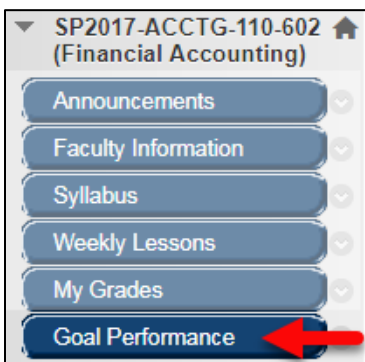 SP2017-ACCTG-110-602
(Financial Accounting)
Announcements
Faculty Information
Syllabus
Weekly Lessons
My Grades
Goal Performance